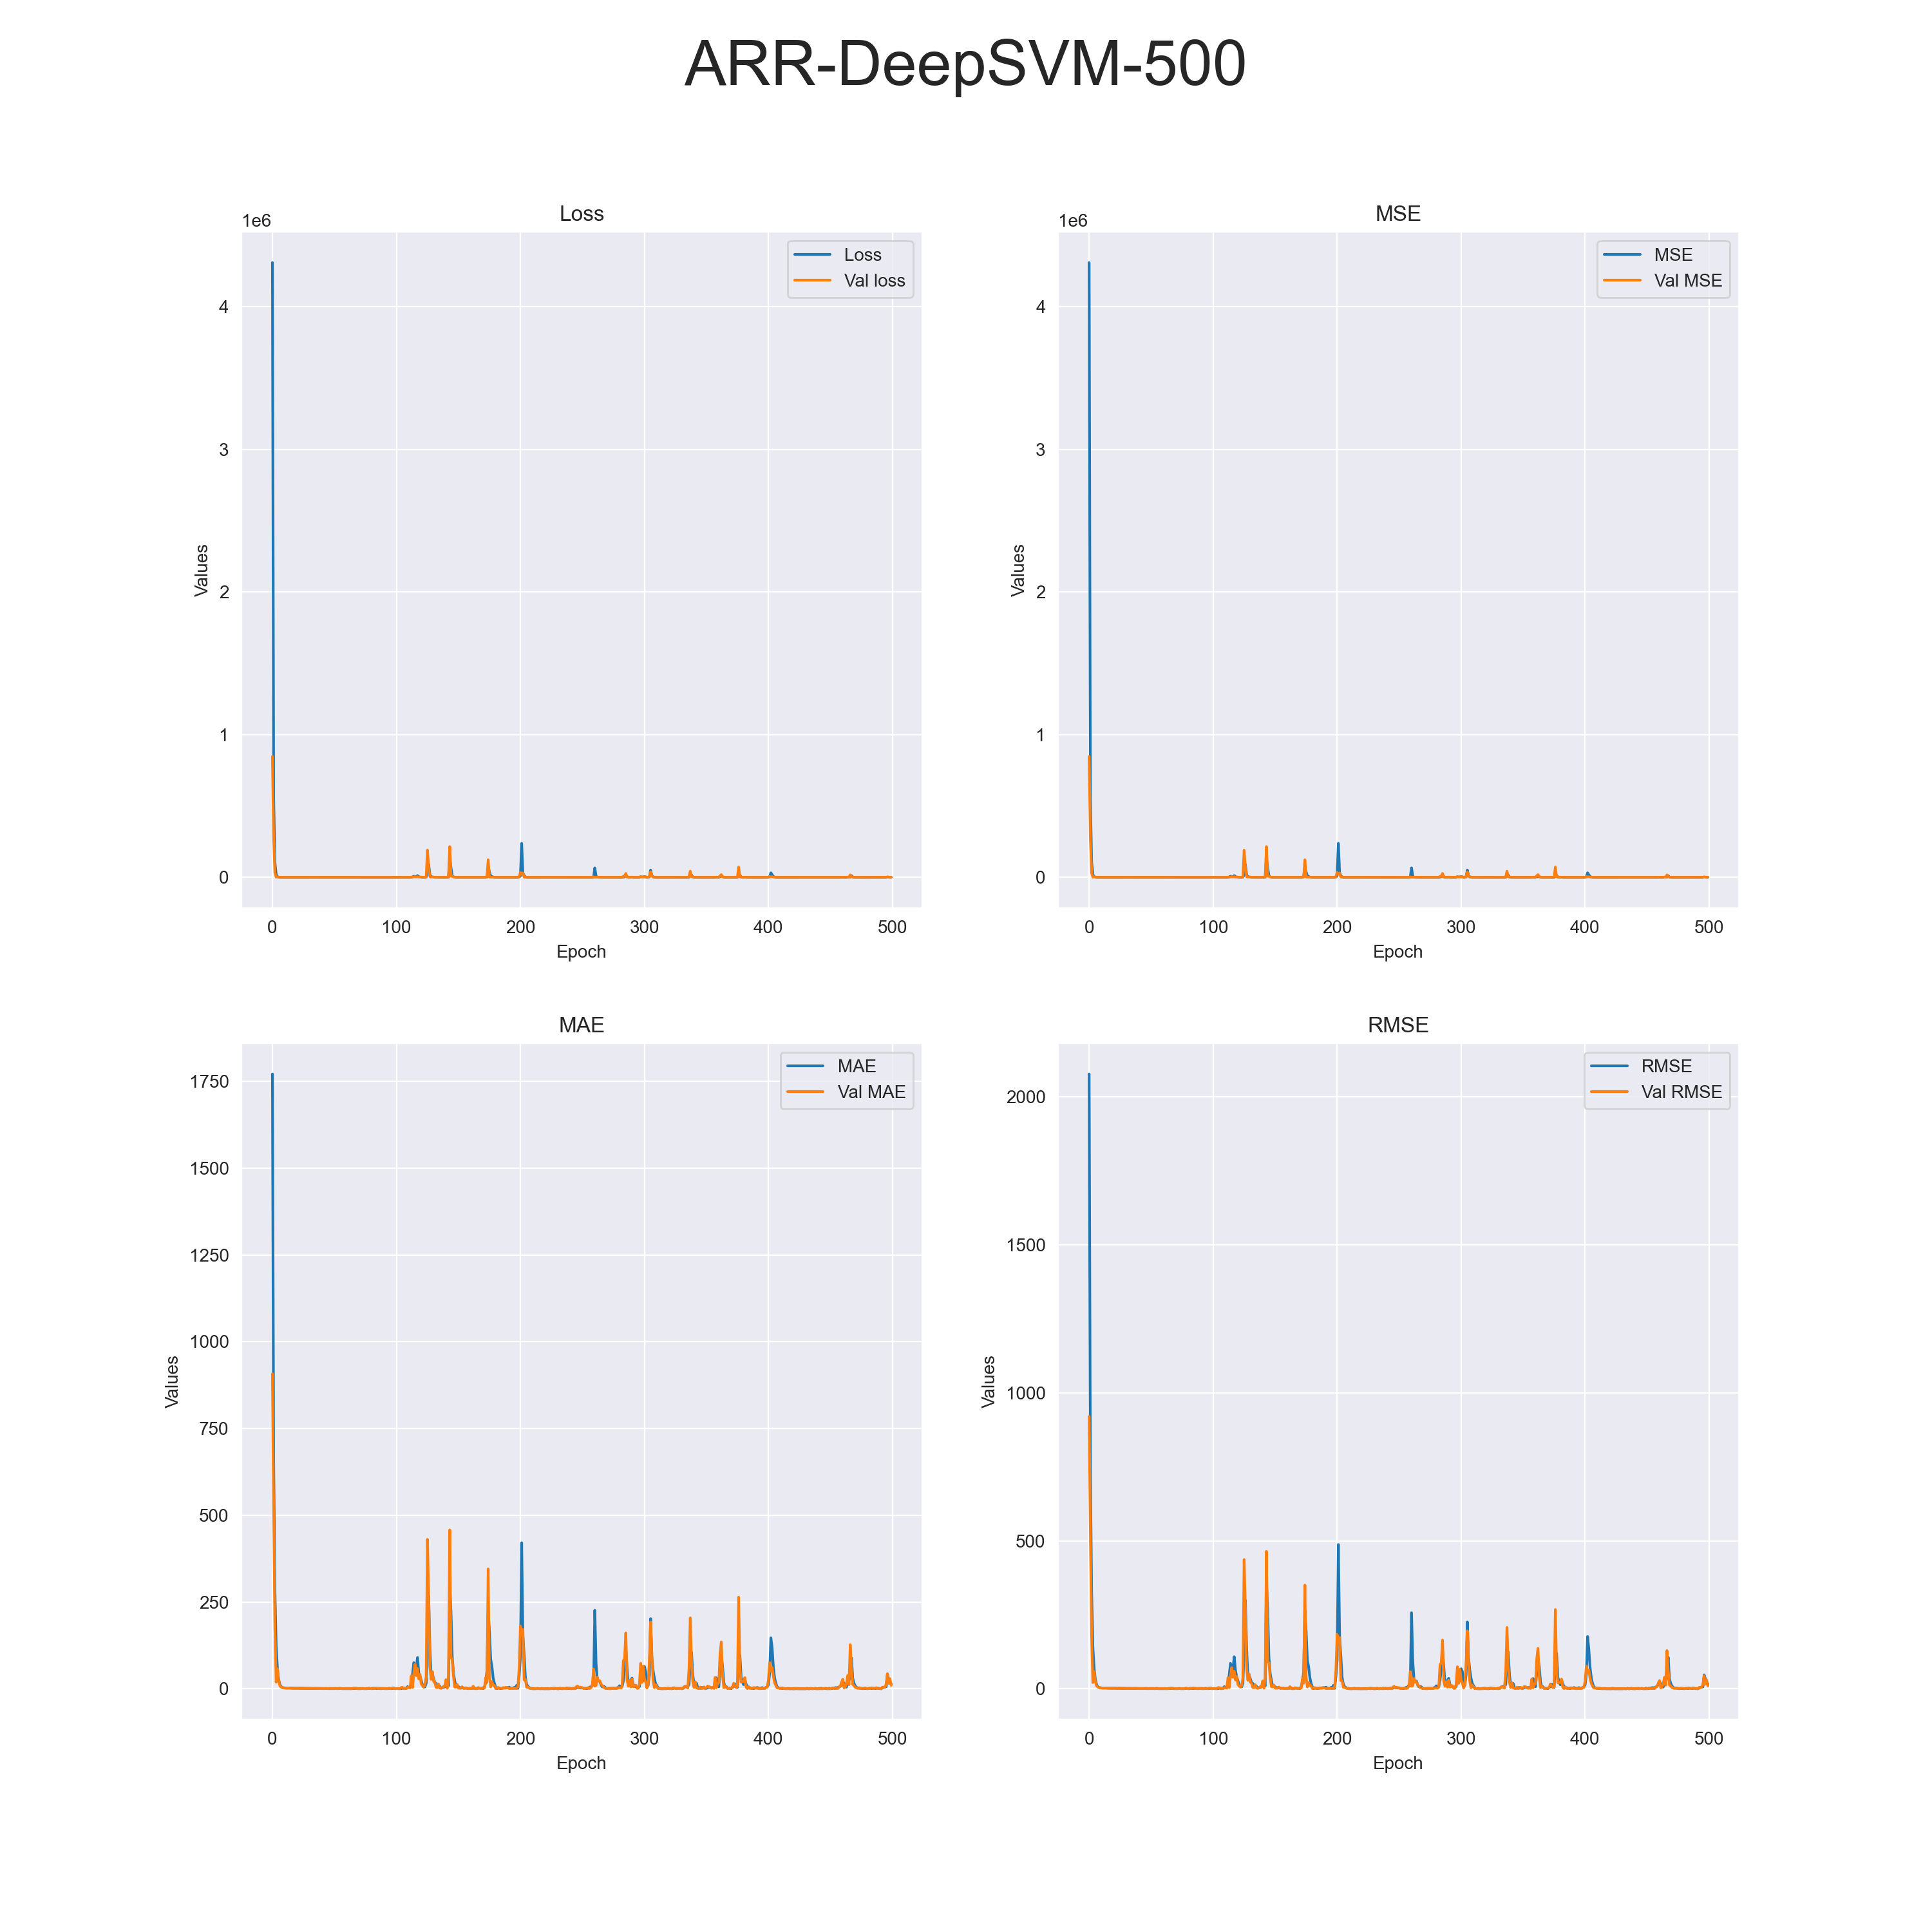 ARR-DeepSVM-500
Loss
1e6
Loss
Val loss
Values
4
3
2
1
0
0 100 200 300 400 500
Epoch
MSE
1e6
MSE
Val MSE
Values
4
3
2
1
0
0 100 200 300 400 500
Epoch
MAE
MAE
Val MAE
Values
1750
1500
1250
1000
750
500
250
0
0 100 200 300 400 500
Epoch
RMSE
RMSE
Val RMSE
Values
2000
1500
1000
500
0
0 100 200 300 400 500
Epoch